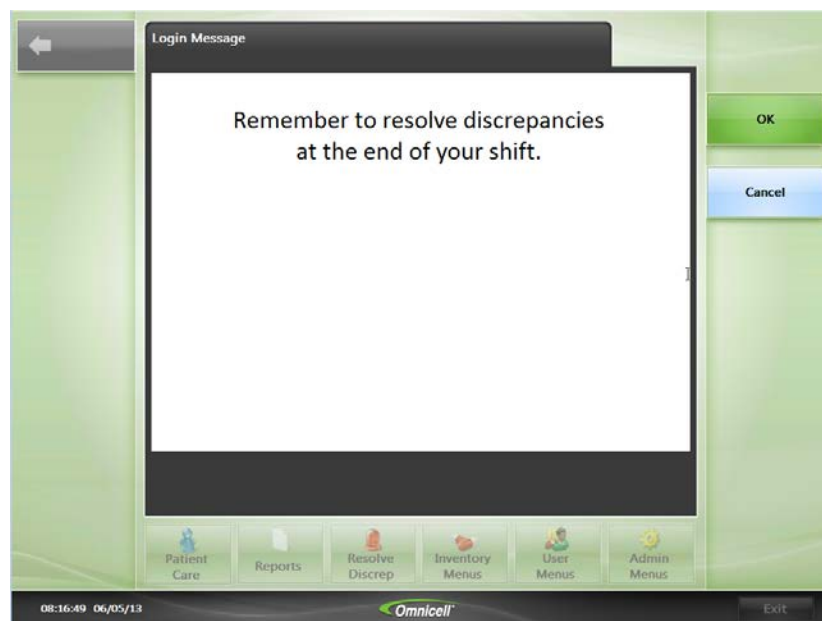 Login Message
Remember to resolve discrepancies
at the end of your shift.
OK
Cancel
Patient
Care
Reports
Resolve
Discrep
Inventory
Menus
User
Menus
Admin
Menus
08:16:49 06/05/13
Omnicell
Exit